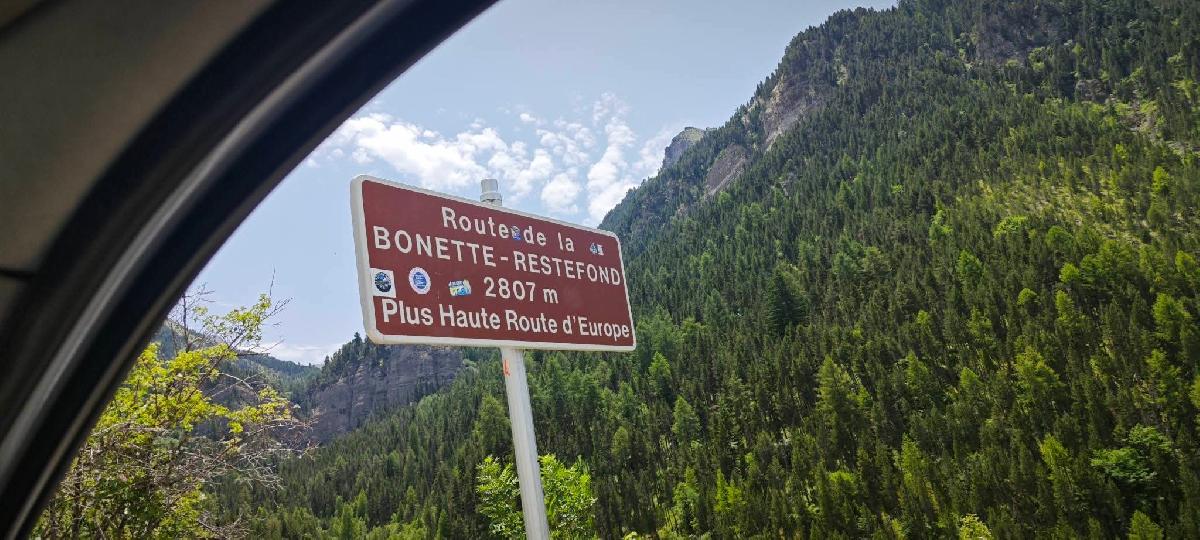 Route de la
BONETTE-RESTEFOND
2807 m
Plus Haute Route d'Europe